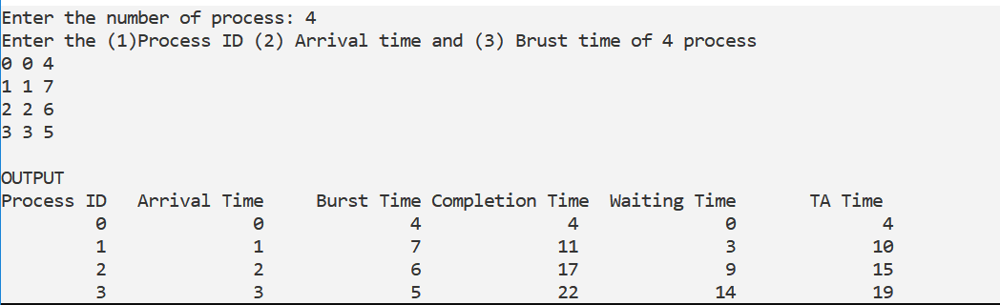 Enter the number of process: 4
Enter the (1)Process ID (2) Arrival time and (3) Brust time of 4 process
0 0 4
1 1 7
2 2 6
3 3 5
OUTPUT
Process ID Arrival Time Burst Time Completion Time Waiting Time TA Time
0 0 4 4 0 4
1 1 7 11 3 10
2 2 6 17 9 15
3 3 5 22 14 19